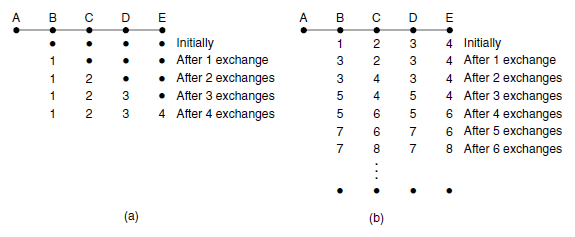 A B C D E
• • • • Initially
1 • • • After 1 exchange
1 2 • • After 2 exchanges
1 2 3 • After 3 exchanges
1 2 3 4 After 4 exchanges
(a)
A B C D E
1 2 3 4 Initially
3 2 3 4 After 1 exchange
3 4 3 4 After 2 exchanges
5 4 5 4 After 3 exchanges
5 6 5 6 After 4 exchanges
7 6 7 6 After 5 exchanges
7 8 7 8 After 6 exchanges
⋮
• • • •
(b)